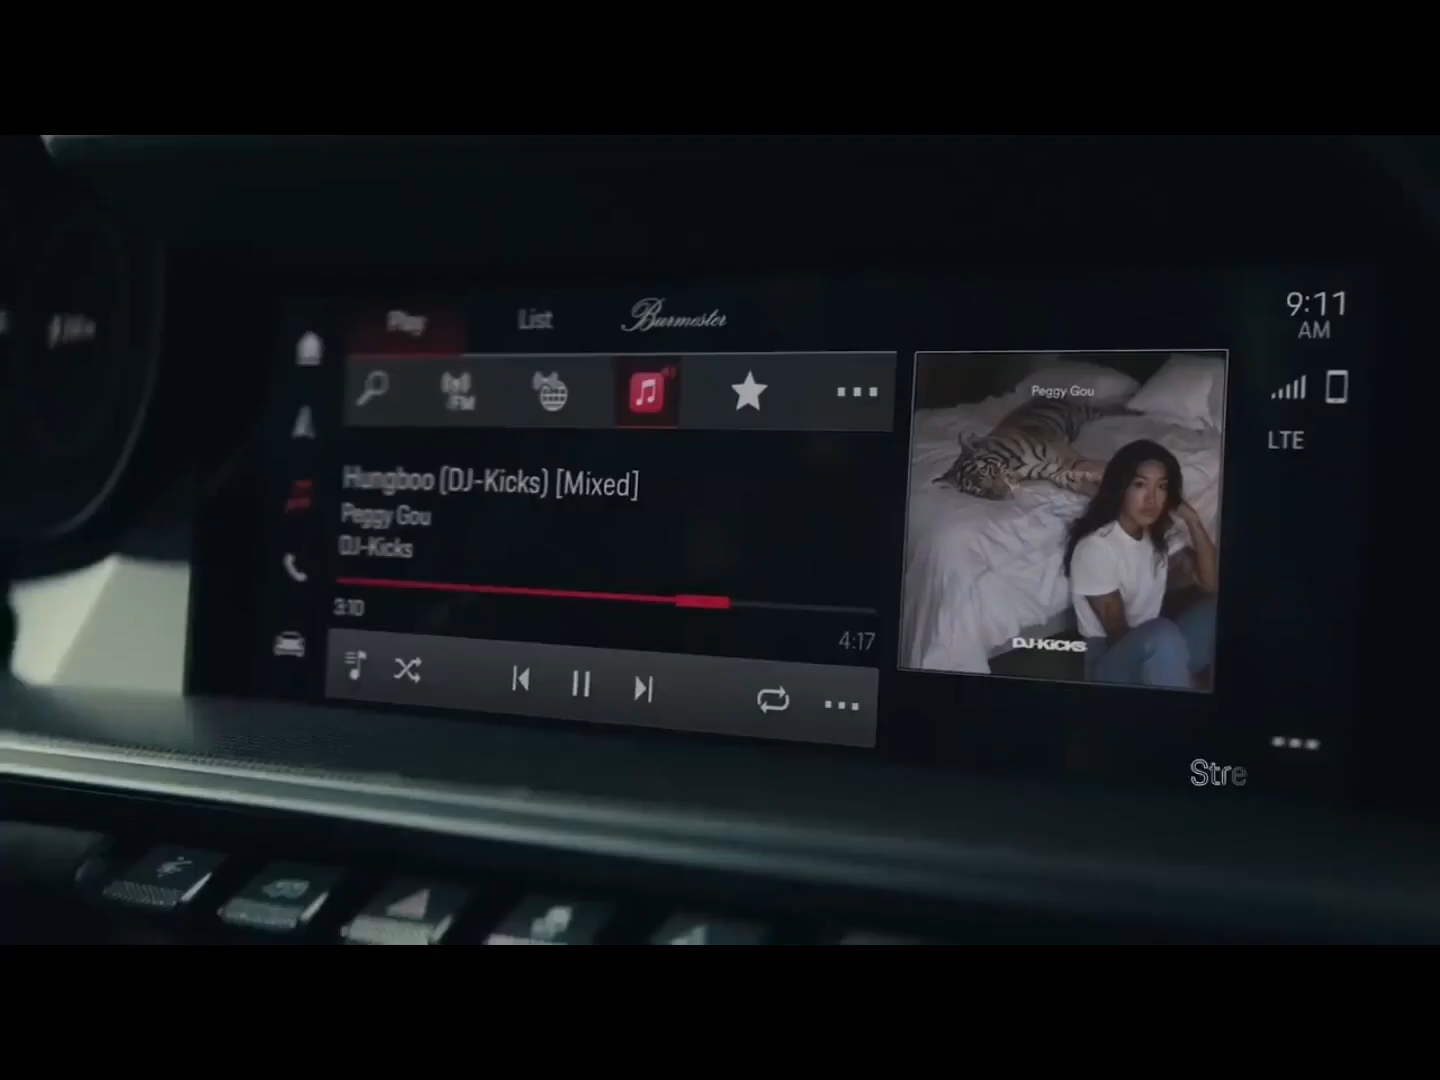 Play
List
Burmester
9:11
AM
FM
LTE
Hungboo (DJ-Kicks) [Mixed]
Peggy Gou
DJ-Kicks
3:10
4:17
Peggy Gou
DJ-KiCKS
Stre